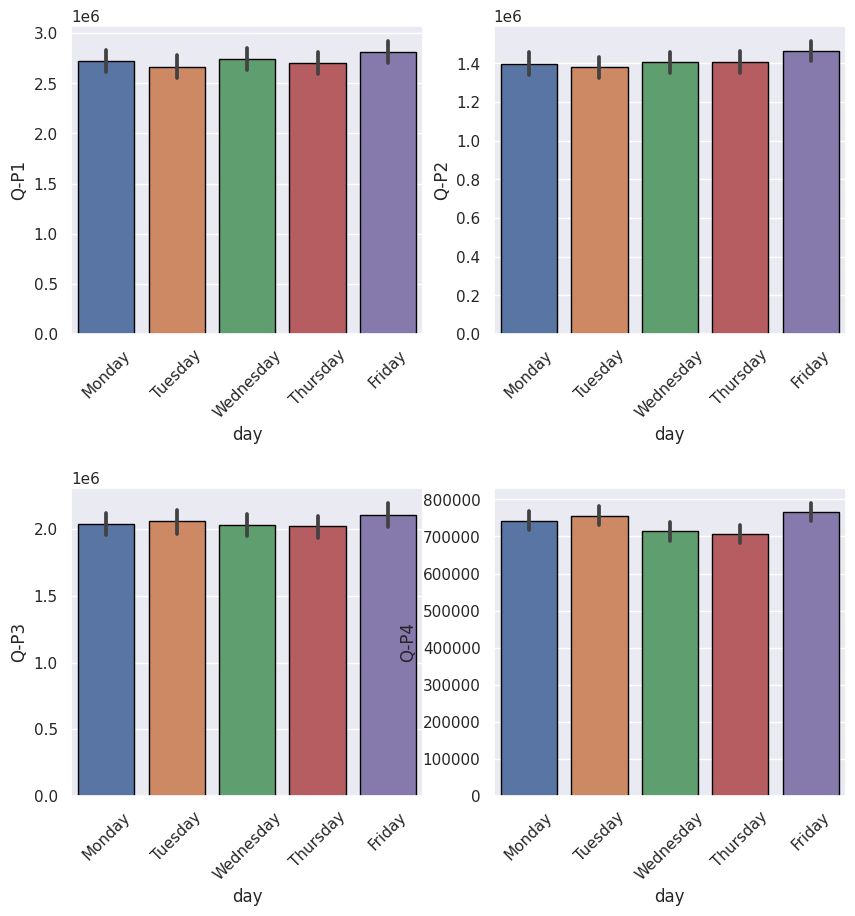 1e6
3.0
2.5
2.0
1.5
1.0
0.5
0.0
Q-P1
Monday
Tuesday
Wednesday
Thursday
Friday
day
1e6
1.4
1.2
1.0
0.8
0.6
0.4
0.2
0.0
Q-P2
Monday
Tuesday
Wednesday
Thursday
Friday
day
1e6
2.0
1.5
1.0
0.5
0.0
Q-P3
Monday
Tuesday
Wednesday
Thursday
Friday
day
800000
700000
600000
500000
400000
300000
200000
100000
0
Q-P4
Monday
Tuesday
Wednesday
Thursday
Friday
day